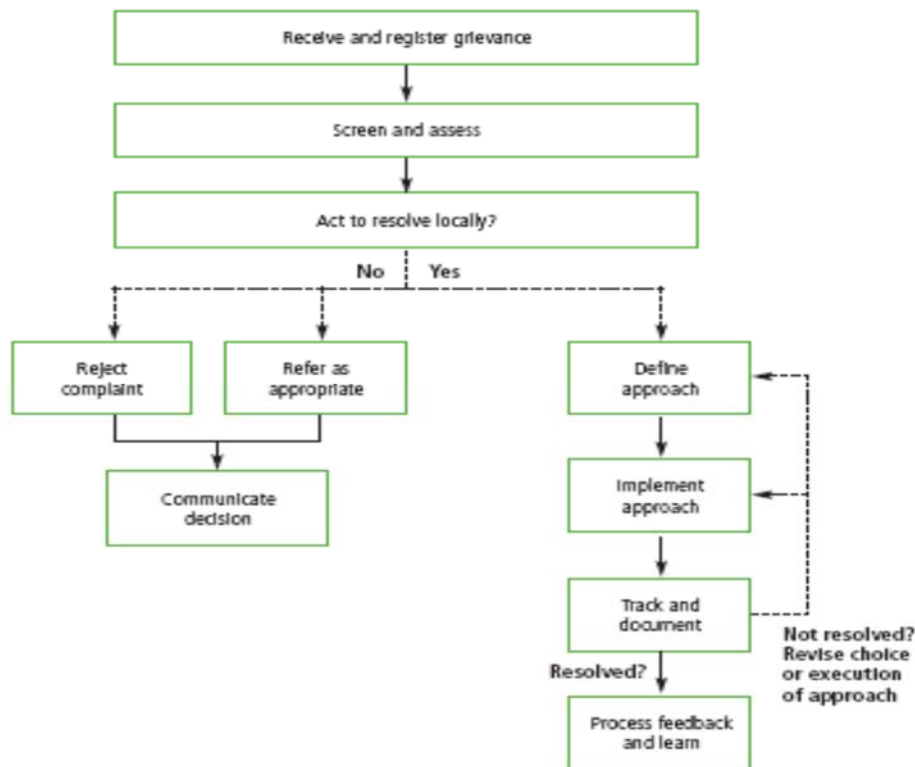 Receive and register grievance
Screen and assess
Act to resolve locally?
No
Yes
Reject
complaint
Refer as
appropriate
Define
approach
Communicate
decision
Implement
approach
Track and
document
Not resolved?
Revise choice
or execution
of approach
Resolved?
Process feedback
and learn